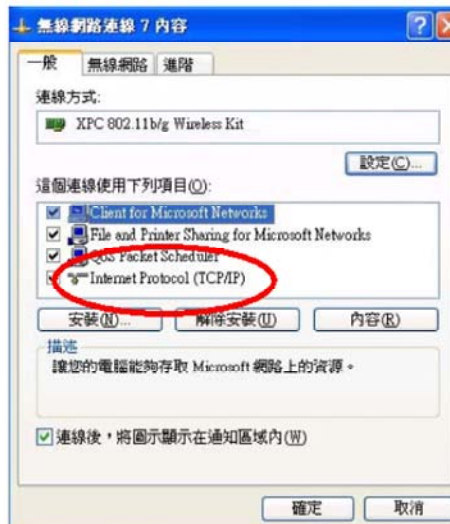 無線網路連線 7 內容
一般 無線網路 進階
連線方式:
XPC 802.11b/g Wireless Kit
設定(C)...
這個連線使用下列項目(O):
Client for Microsoft Networks
File and Printer Sharing for Microsoft Networks
QoS Packet Scheduler
Internet Protocol (TCP/IP)
安裝(N)... 解除安裝(U) 內容(R)
描述
讓您的電腦能夠存取 Microsoft 網路上的資源。
連線後，將圖示顯示在通知區域內(W)
確定 取消